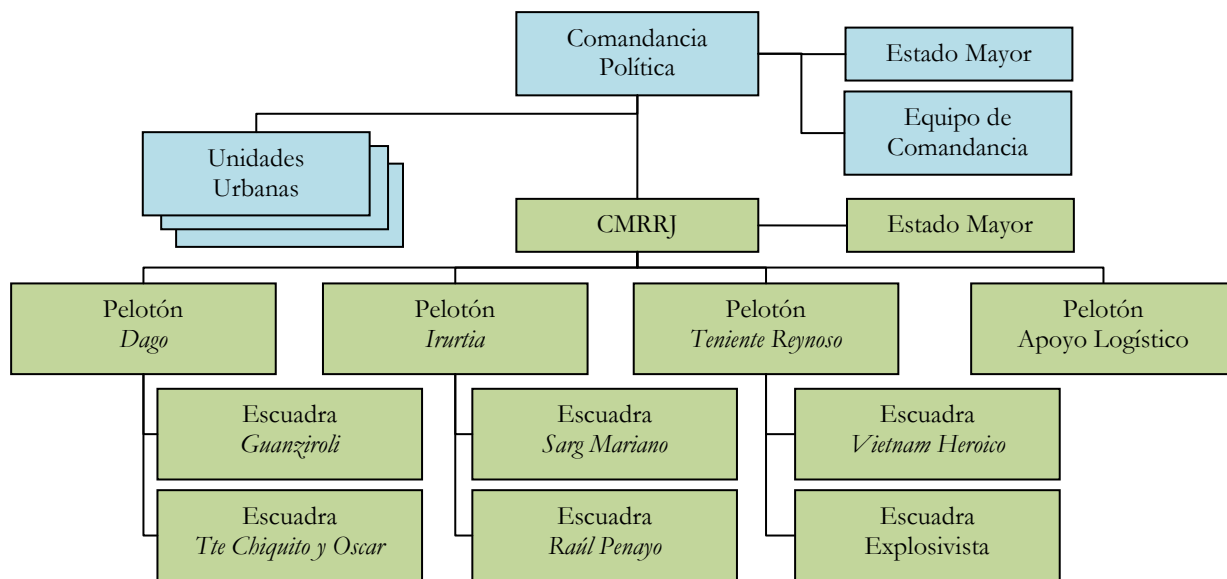 Comandancia
Política
Estado Mayor
Equipo de
Comandancia
Unidades
Urbanas
CMRRJ
Estado Mayor
Pelotón
Dago
Pelotón
Irurtia
Pelotón
Teniente Reynoso
Pelotón
Apoyo Logístico
Escuadra
Guanziroli
Escuadra
Sarg Mariano
Escuadra
Vietnam Heroico
Escuadra
Tte Chiquito y Oscar
Escuadra
Raúl Penayo
Escuadra
Explosivista